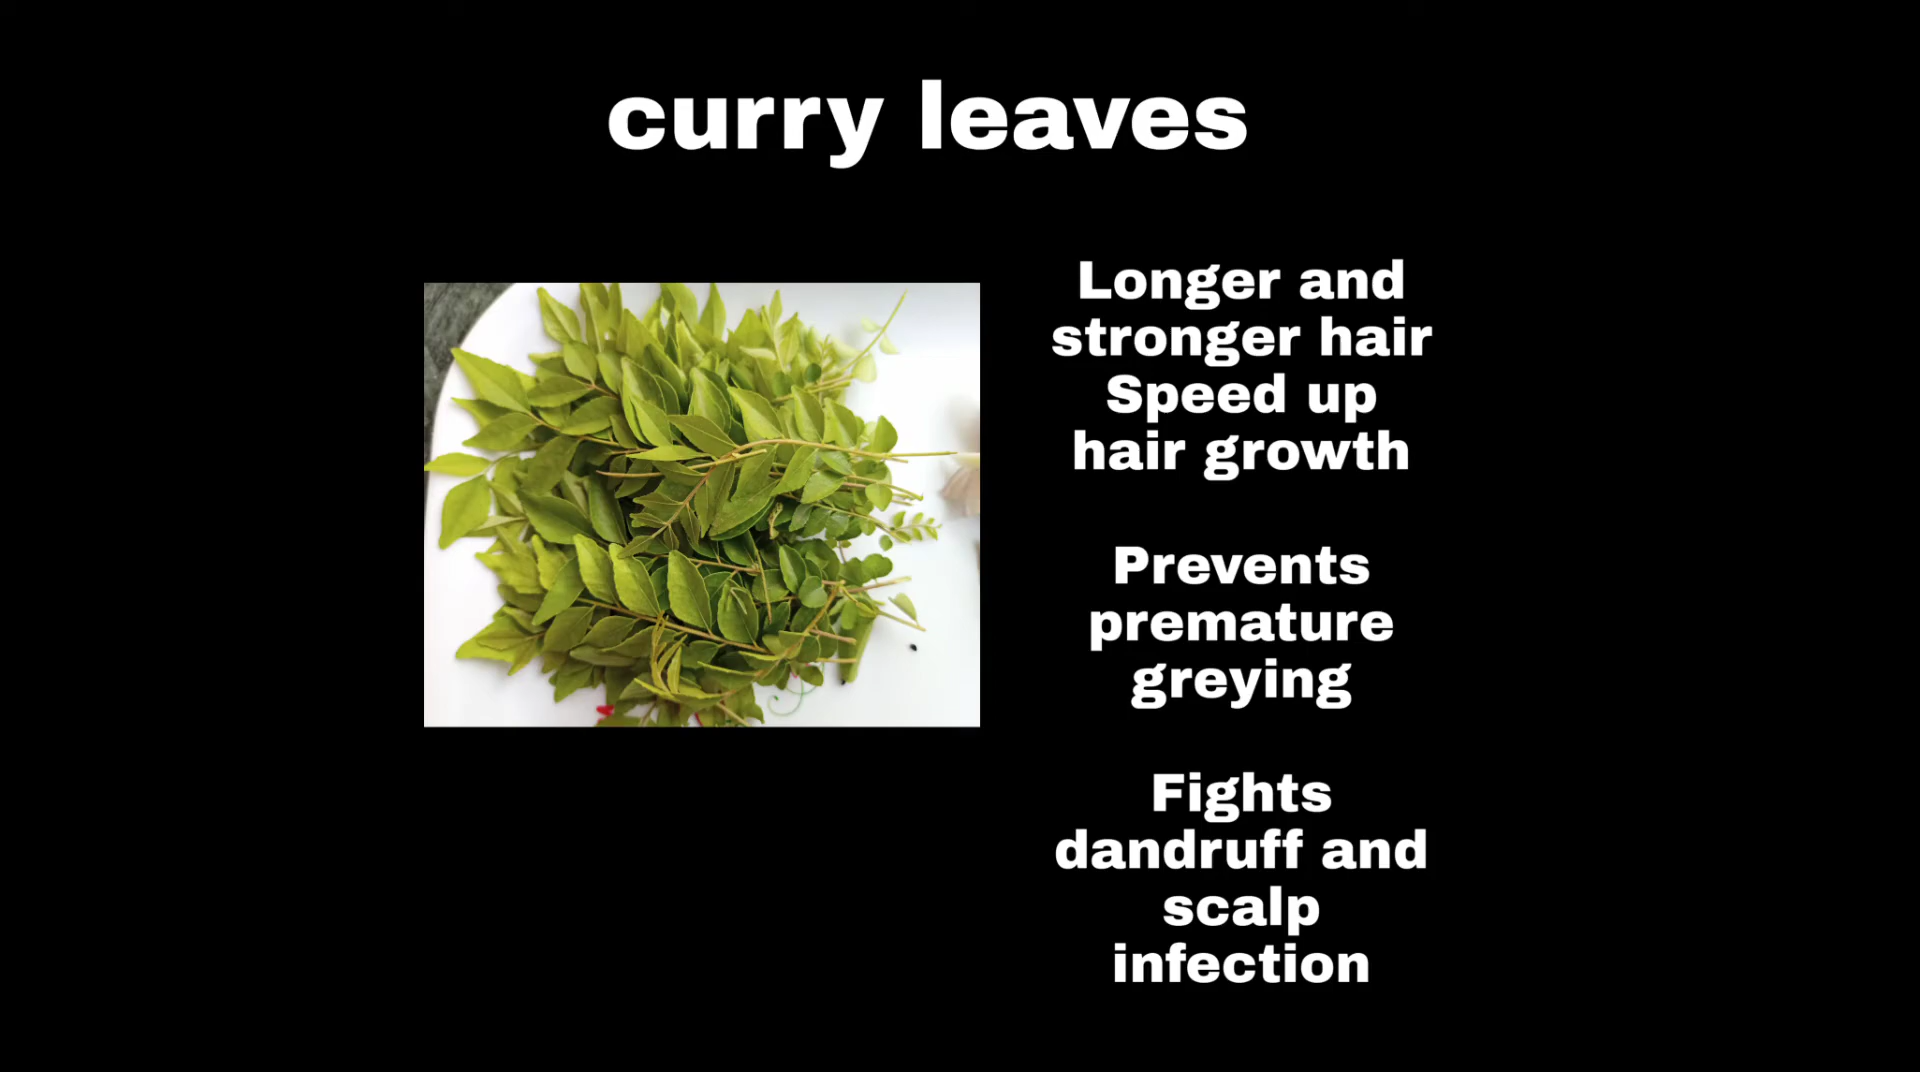 curry leaves
Longer and
stronger hair
Speed up
hair growth
Prevents
premature
greying
Fights
dandruff and
scalp
infection